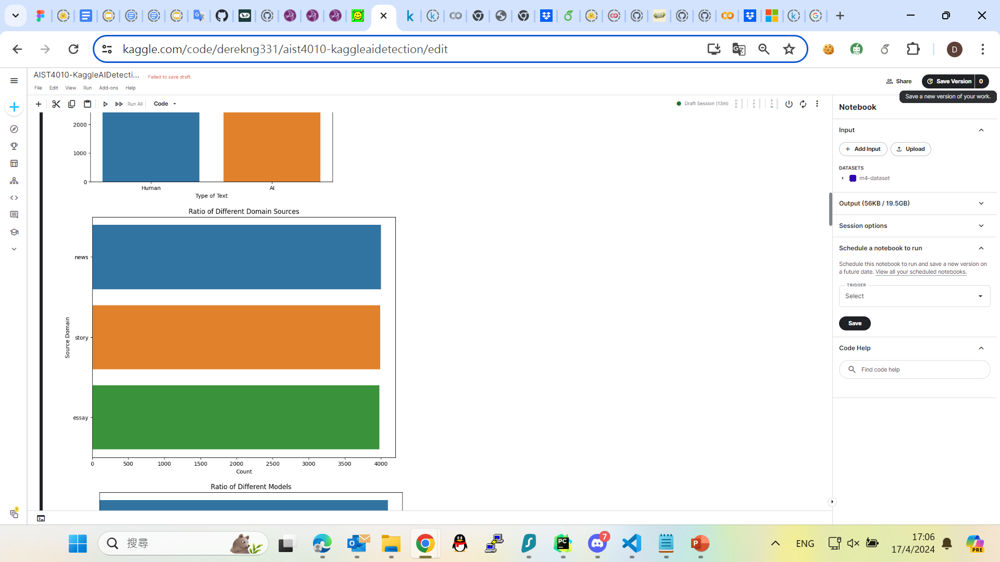 kaggle.com/code/derekng331/aist4010-kaggleaidetection/edit
D
AIST4010-KaggleAIDetecti...
Failed to save draft.
File Edit View Run Add-ons Help
Share
Save Version
0
Save a new version of your work.
Run All
Code
Draft Session (13m)
HDD
CPU
RAM
2000
1000
0
Human
AI
Type of Text
Ratio of Different Domain Sources
news
story
essay
Source Domain
0 500 1000 1500 2000 2500 3000 3500 4000
Count
Ratio of Different Models
Notebook
Input
Add Input
Upload
DATASETS
m4-dataset
Output (56KB / 19.5GB)
Session options
Schedule a notebook to run
Schedule this notebook to run and save a new version on
a future date. View all your scheduled notebooks.
TRIGGER
Select
Save
Code Help
Find code help
1
搜尋
PC
7
P
ENG
17:06
17/4/2024
PRE